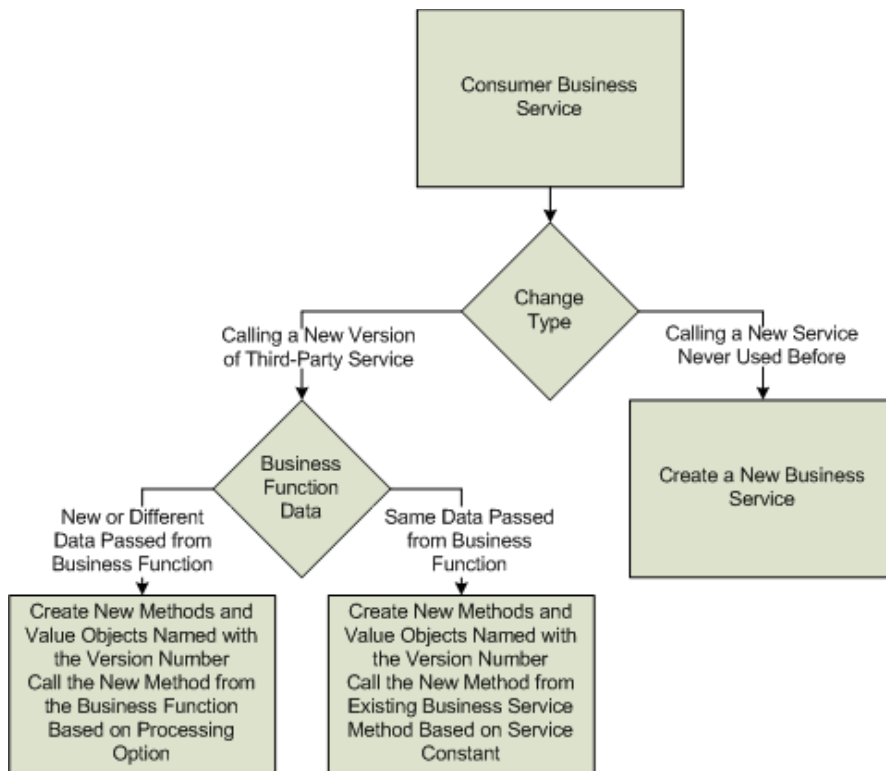 Consumer Business
Service
Change
Type
Calling a New Version
of Third-Party Service
Calling a New Service
Never Used Before
Business
Function
Data
Create a New Business
Service
New or Different
Data Passed from
Business Function
Same Data Passed
from Business
Function
Create New Methods and
Value Objects Named with
the Version Number
Call the New Method from
the Business Function
Based on Processing
Option
Create New Methods and
Value Objects Named with
the Version Number
Call the New Method from
Existing Business Service
Method Based on Service
Constant